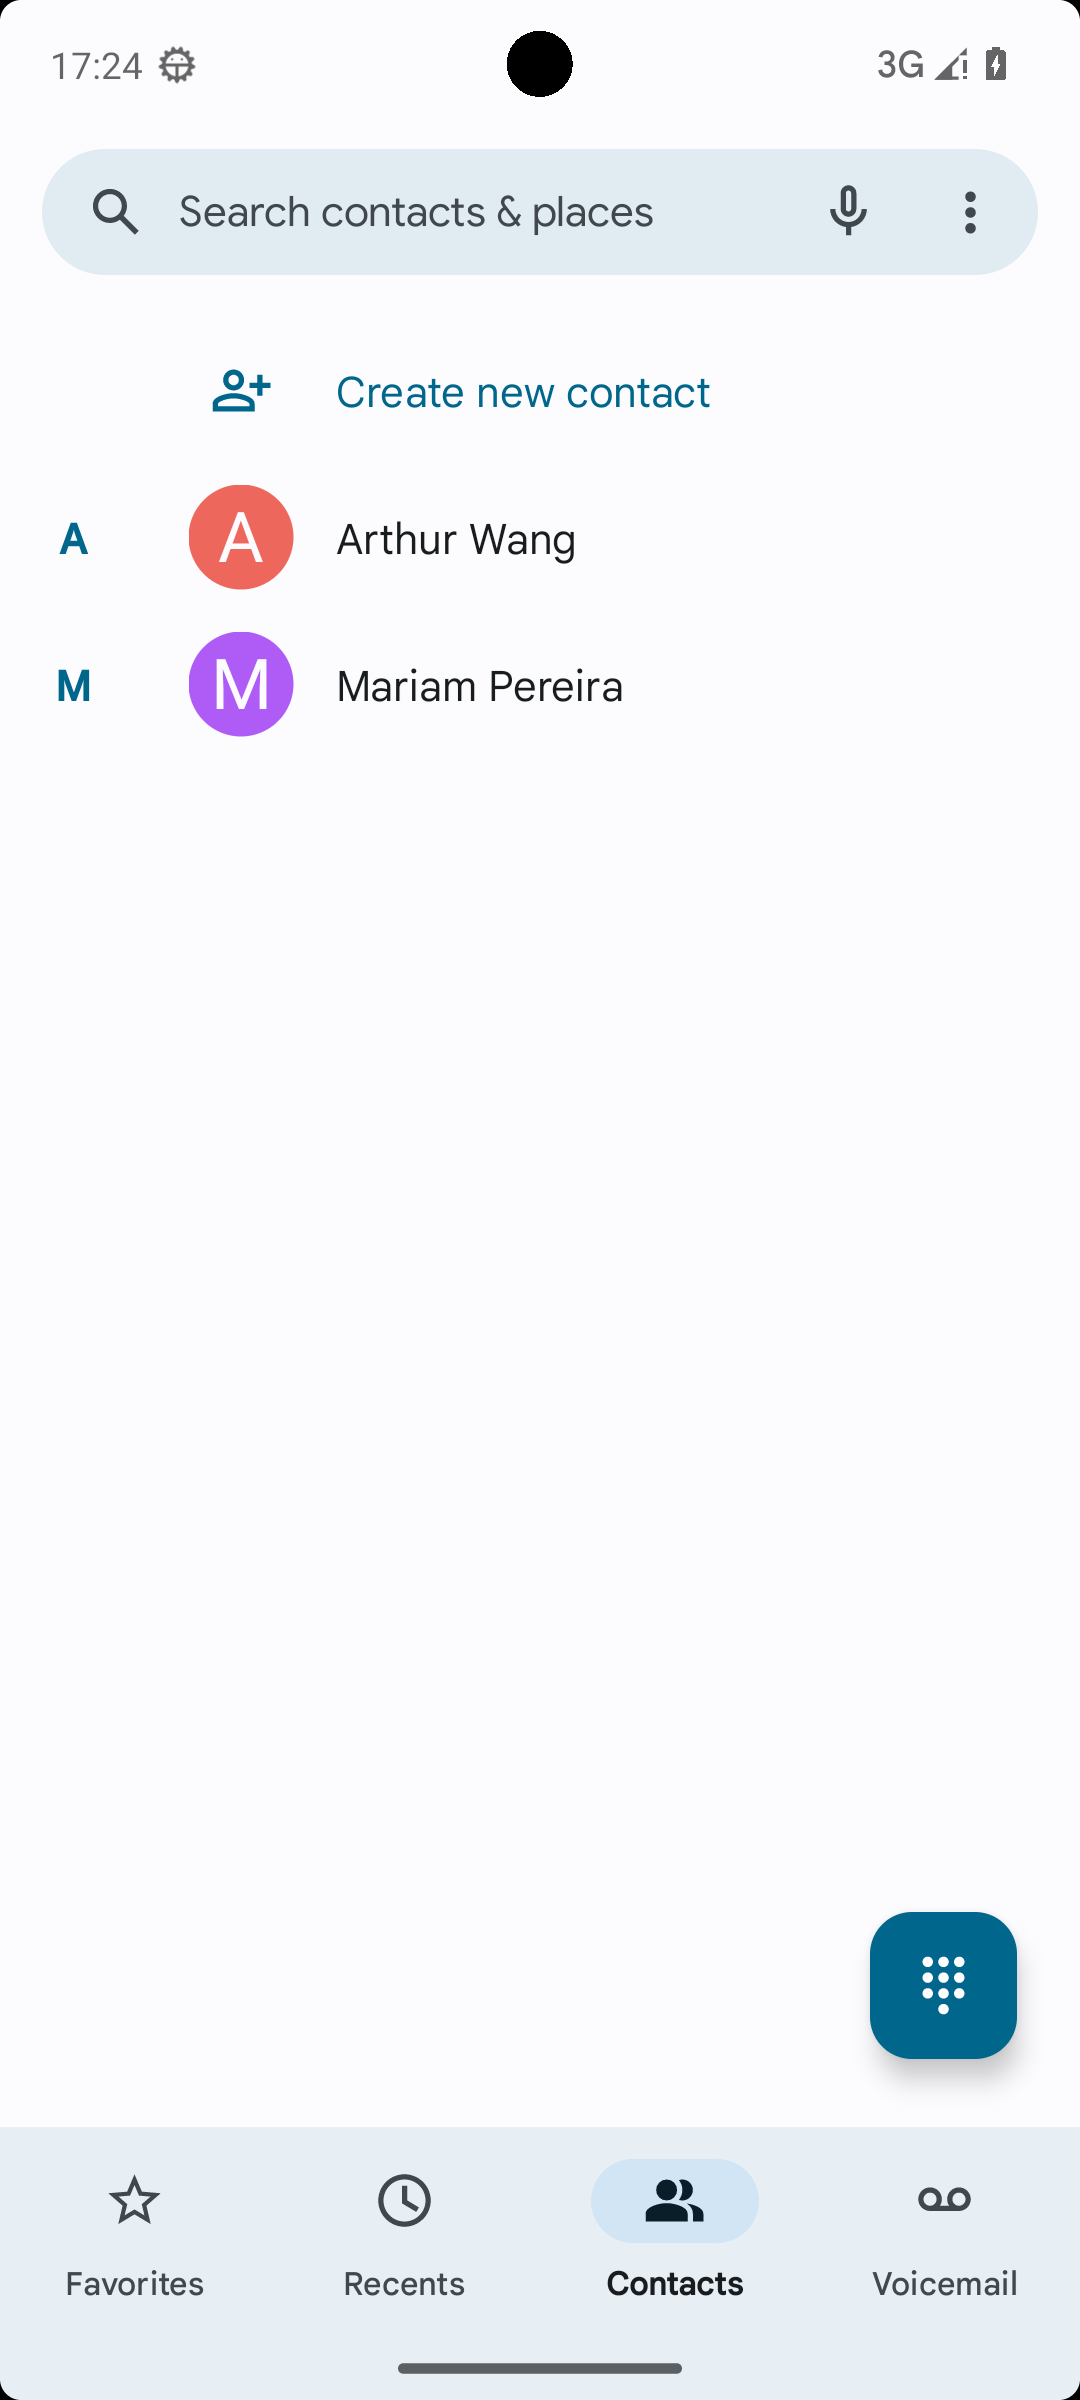 17:24
3G
Search contacts & places
Create new contact
A
A
Arthur Wang
M
M
Mariam Pereira
Favorites
Recents
Contacts
Voicemail